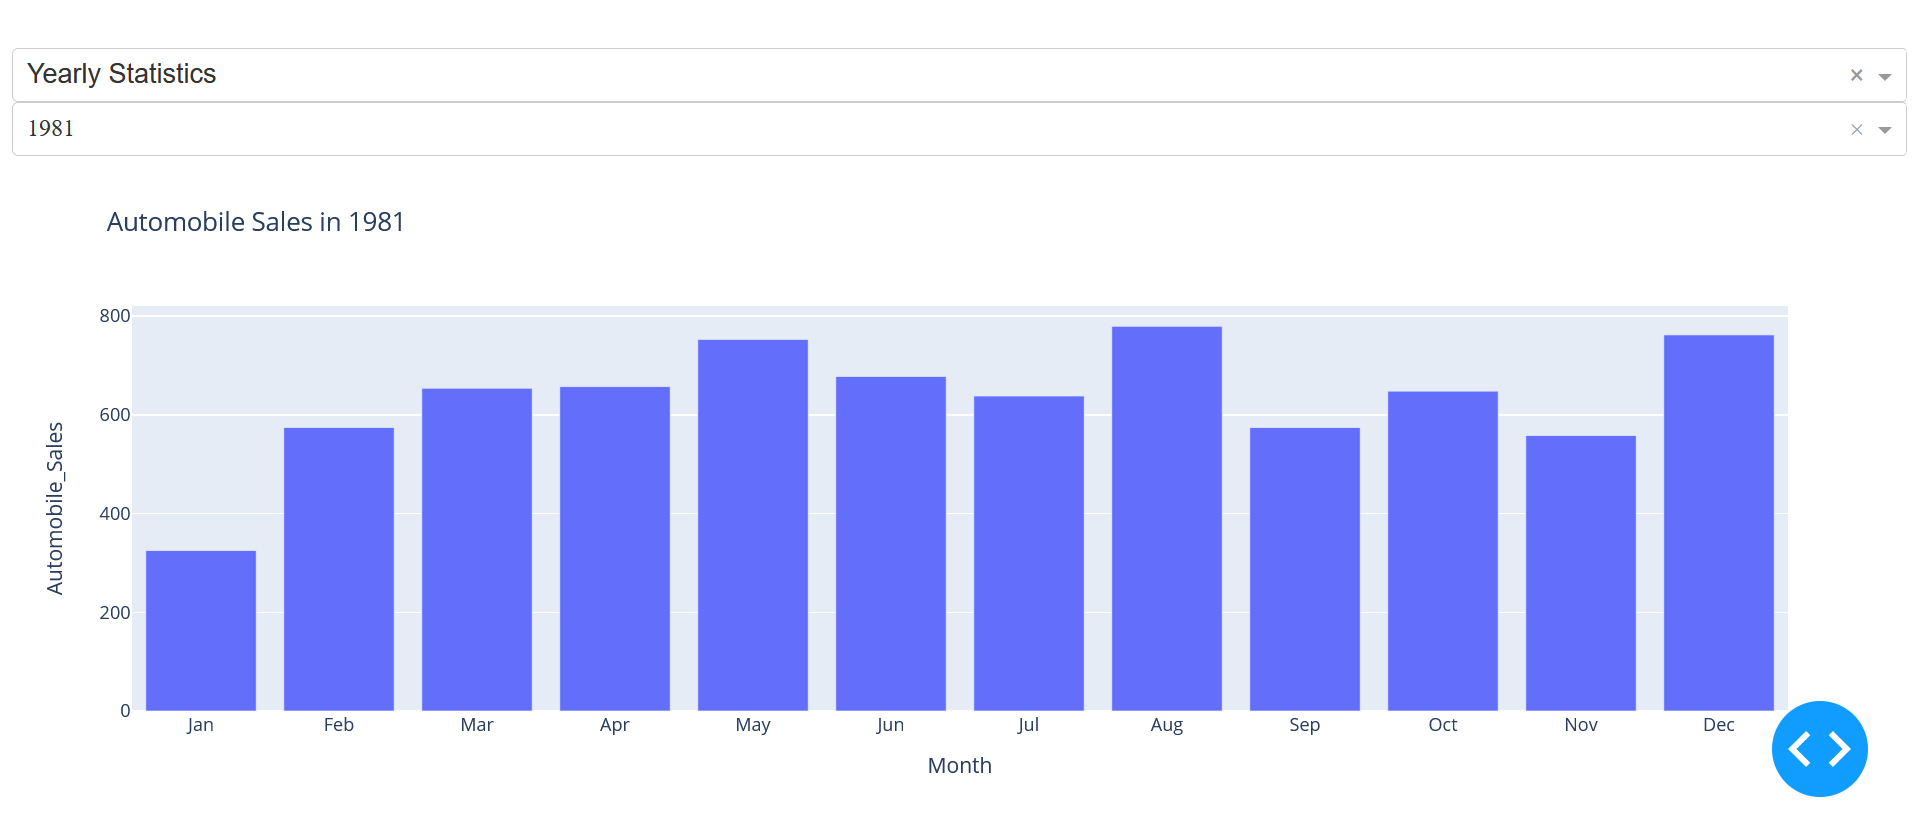 Yearly Statistics
×
1981
×
Automobile Sales in 1981
800
600
400
200
0
Automobile_Sales
Jan Feb Mar Apr May Jun Jul Aug Sep Oct Nov Dec
Month